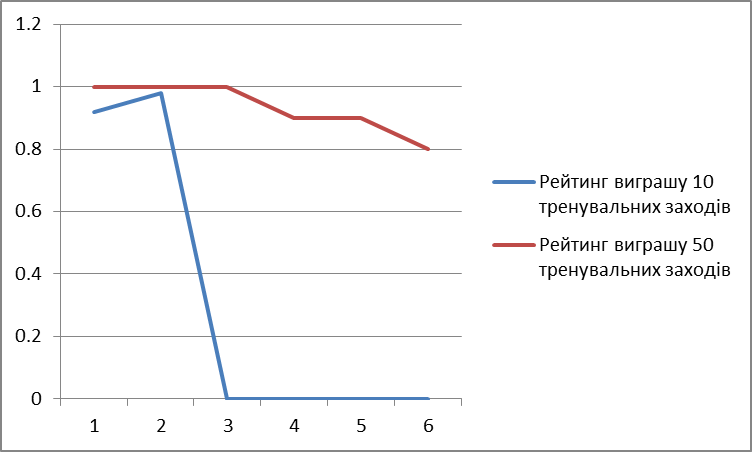 1.2
1
0.8
0.6
0.4
0.2
0
1 2 3 4 5 6
Рейтинг виграшу 10
тренувальних заходів
Рейтинг виграшу 50
тренувальних заходів